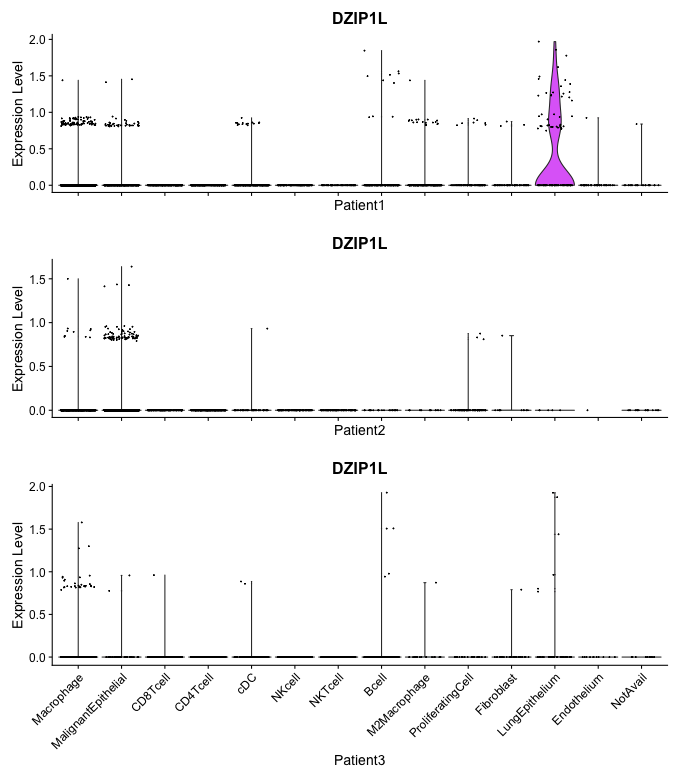 DZIP1L
Expression Level
2.0
1.5
1.0
0.5
0.0
Patient1
DZIP1L
Expression Level
1.5
1.0
0.5
0.0
Patient2
DZIP1L
Expression Level
2.0
1.5
1.0
0.5
0.0
Macrophage
MalignantEpithelial
CD8Tcell
CD4Tcell
cDC
NKcell
NKTcell
Bcell
M2Macrophage
ProliferatingCell
Fibroblast
LungEpithelium
Endothelium
NotAvail
Patient3